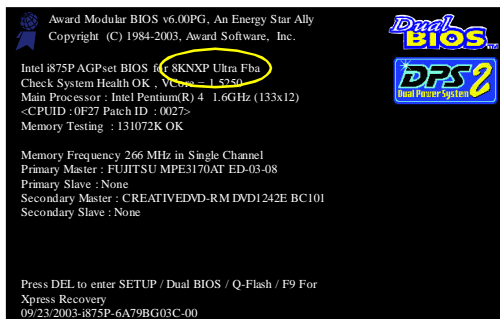 Award Modular BIOS v6.00PG, An Energy Star Ally
Copyright (C) 1984-2003, Award Software, Inc.
Dual BIOS TM
Intel i875P AGPset BIOS for 8KNXP Ultra Fba
Check System Health OK , VCore = 1.5250
Main Processor : Intel Pentium(R) 4 1.6GHz (133x12)
<CPUID : 0F27 Patch ID : 0027>
Memory Testing : 131072K OK
DPS 2
Dual Power System
Memory Frequency 266 MHz in Single Channel
Primary Master : FUJITSU MPE3170AT ED-03-08
Primary Slave : None
Secondary Master : CREATIVEDVD-RM DVD1242E BC101
Secondary Slave : None
Press DEL to enter SETUP / Dual BIOS / Q-Flash / F9 For
Xpress Recovery
09/23/2003-i875P-6A79BG03C-00